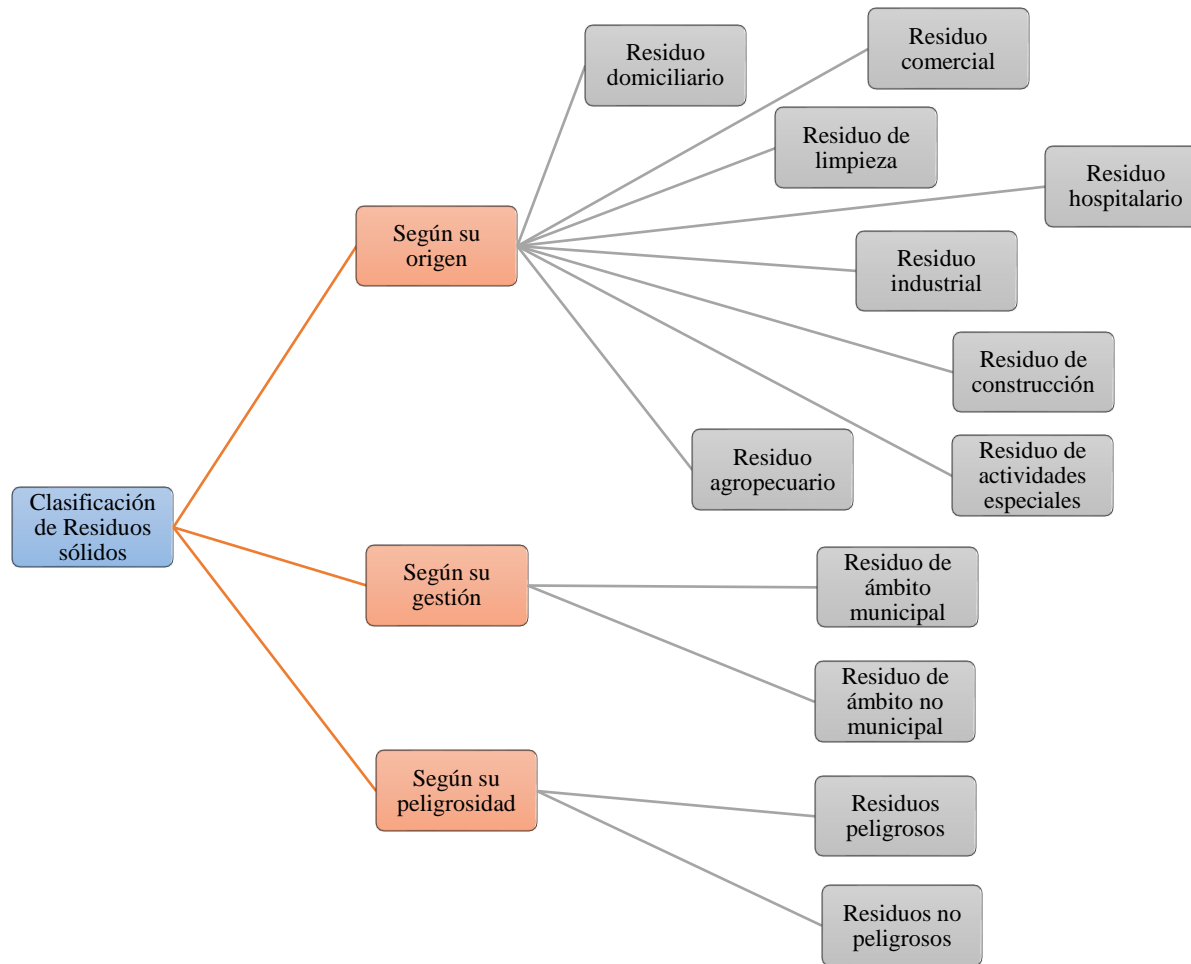 Clasificación
de Residuos
sólidos
Según su
origen
Residuo
domiciliario
Residuo
comercial
Residuo de
limpieza
Residuo
hospitalario
Residuo
industrial
Residuo de
construcción
Residuo de
actividades
especiales
Residuo
agropecuario
Según su
gestión
Residuo de
ámbito
municipal
Residuo de
ámbito no
municipal
Según su
peligrosidad
Residuos
peligrosos
Residuos no
peligrosos